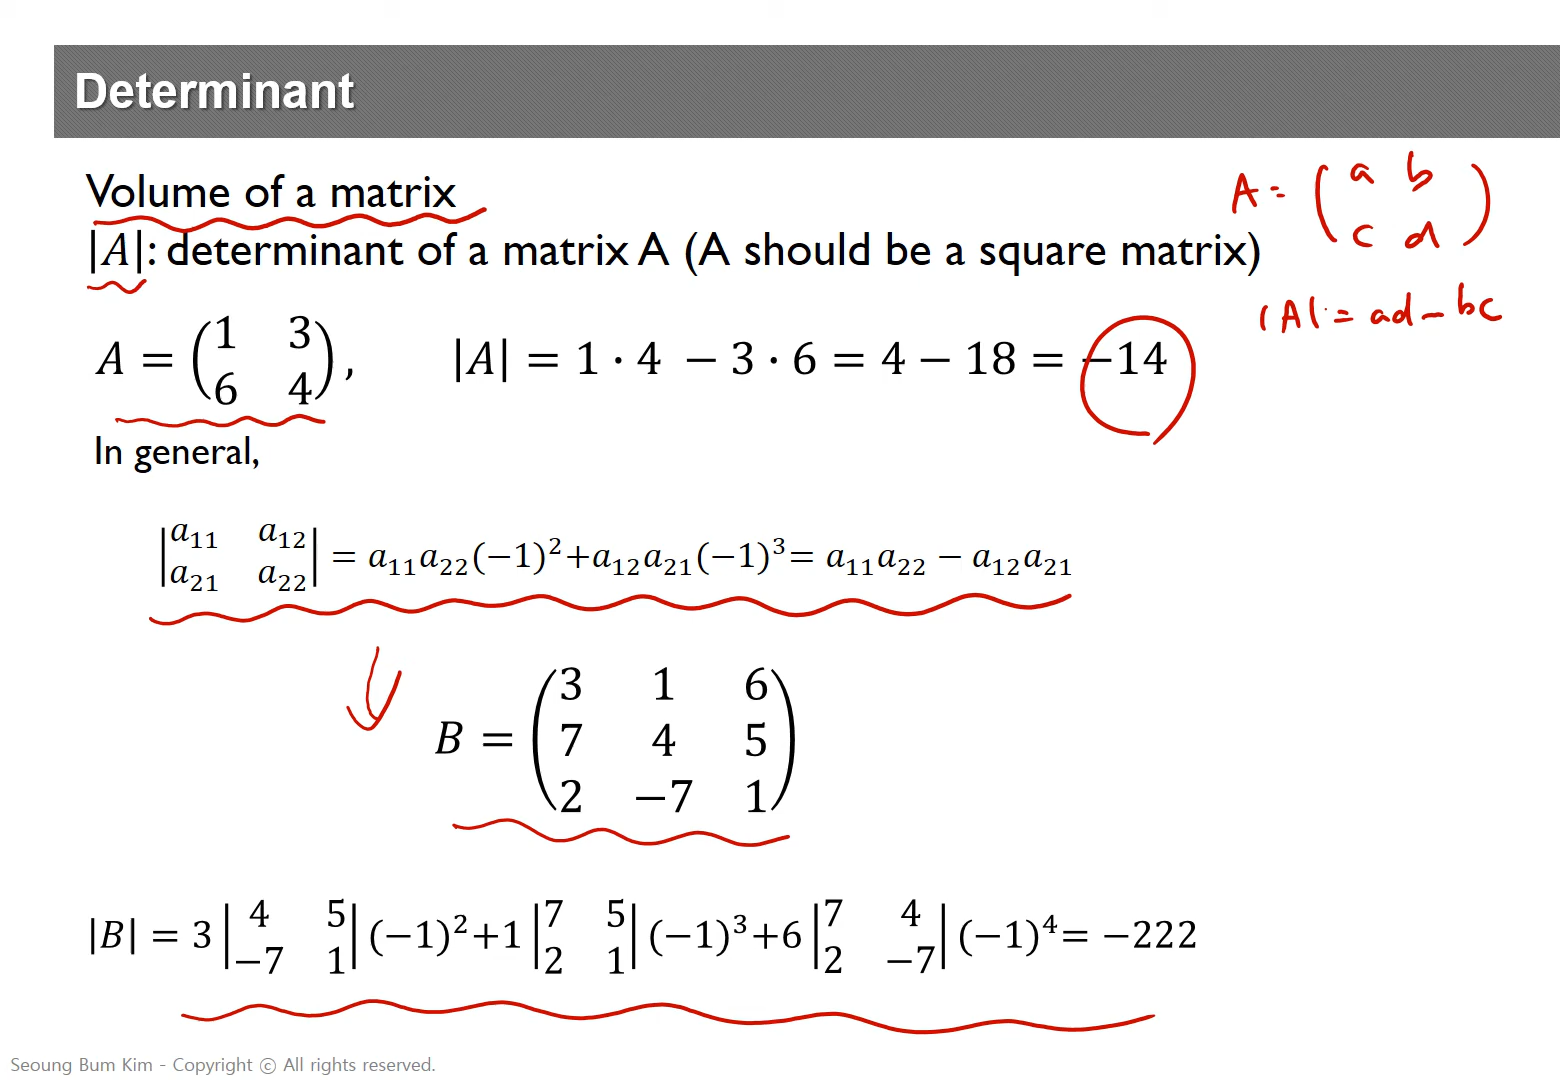 Determinant
Volume of a matrix
A = (a b
c d)
|A|: determinant of a matrix A (A should be a square matrix)
|A| = ad - bc
A = (1 3
6 4), |A| = 1 · 4 − 3 · 6 = 4 − 18 = −14
In general,
|a₁₁ a₁₂
a₂₁ a₂₂| = a₁₁a₂₂(−1)²+a₁₂a₂₁(−1)³= a₁₁a₂₂ − a₁₂a₂₁
B = (3 1 6
7 4 5
2 −7 1)
|B| = 3 |4 5
−7 1| (−1)²+1 |7 5
2 1| (−1)³+6 |7 4
2 −7| (−1)⁴= −222
Seoung Bum Kim - Copyright ⓒ All rights reserved.